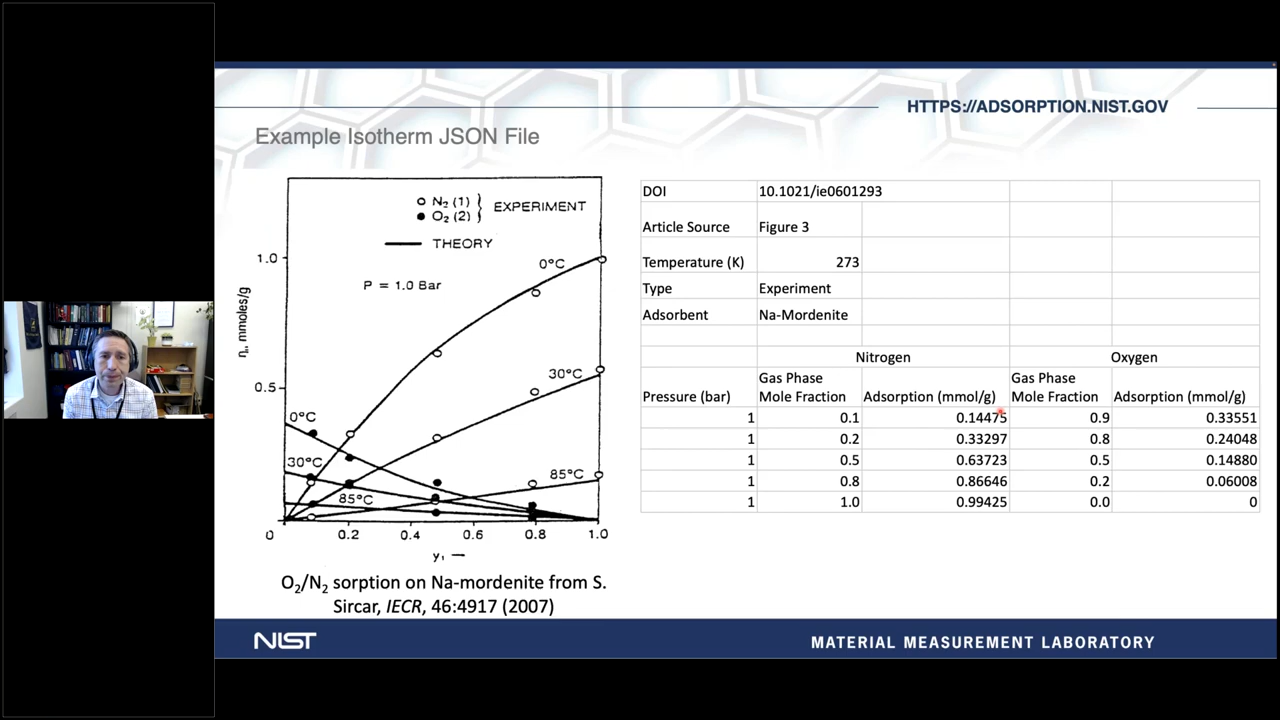 HTTPS://ADSORPTION.NIST.GOV
Example Isotherm JSON File
N₂ (1)
O₂ (2)
EXPERIMENT
THEORY
P = 1.0 Bar
0°C
30°C
85°C
0°C
30°C
85°C
1.0
0.5
0
0.2
0.4
0.6
0.8
1.0
mmoles/g
y₁
O₂/N₂ sorption on Na-mordenite from S.
Sircar, IECR, 46:4917 (2007)
DOI 10.1021/ie0601293
Article Source Figure 3
Temperature (K) 273
Type Experiment
Adsorbent Na-Mordenite
Nitrogen Oxygen
Gas Phase Gas Phase
Pressure (bar) Mole Fraction Adsorption (mmol/g) Mole Fraction Adsorption (mmol/g)
1 0.1 0.14475 0.9 0.33551
1 0.2 0.33297 0.8 0.24048
1 0.5 0.63723 0.5 0.14880
1 0.8 0.86646 0.2 0.06008
1 1.0 0.99425 0.0 0
NIST
MATERIAL MEASUREMENT LABORATORY